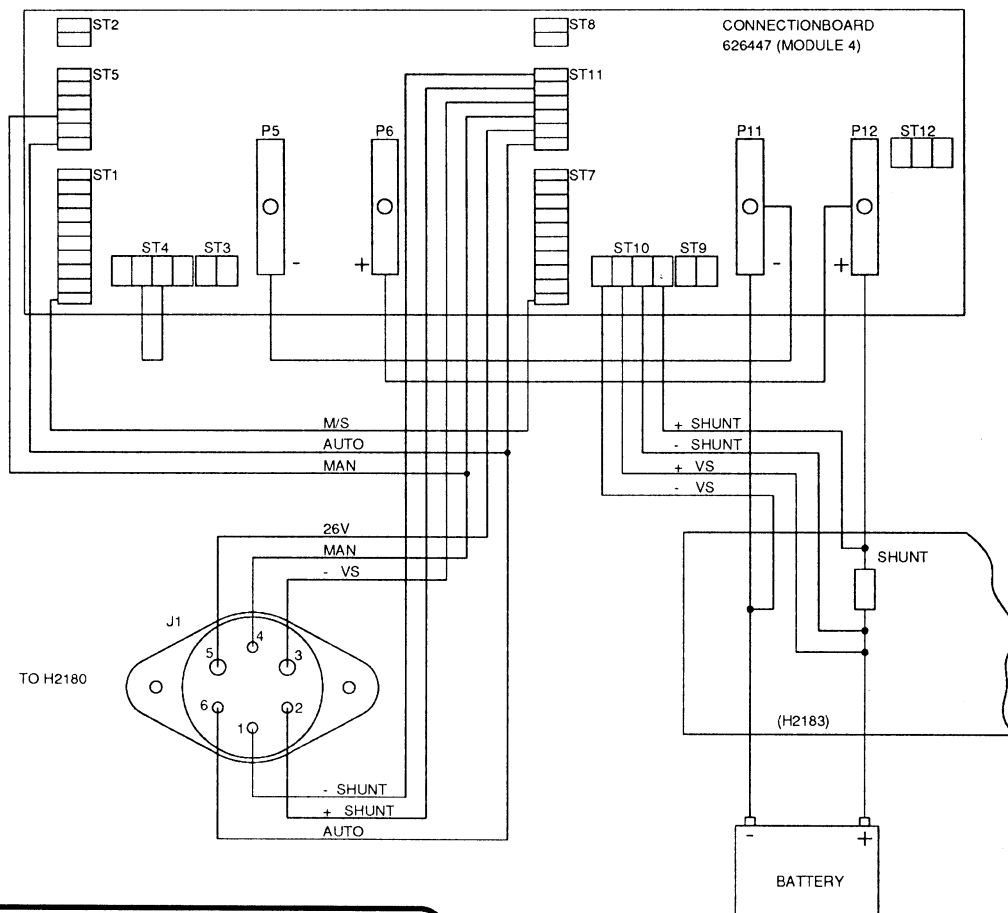 CONNECTIONBOARD
626447 (MODULE 4)
ST2
ST8
ST5
ST11
P5
P6
P11
P12
ST12
ST1
ST7
ST4
ST3
ST10
ST9
-
+
-
+
M/S
AUTO
MAN
+ SHUNT
- SHUNT
+ VS
- VS
26V
MAN
- VS
SHUNT
J1
4
5
3
TO H2180
6
2
1
(H2183)
- SHUNT
+ SHUNT
AUTO
-
+
BATTERY